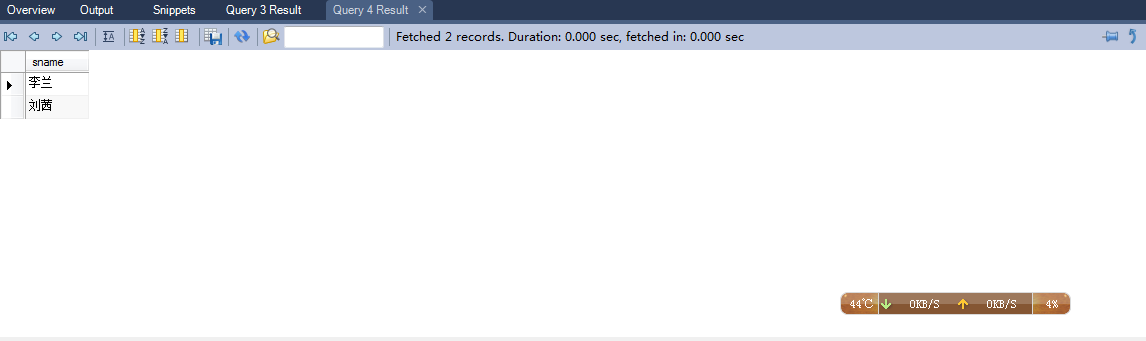 Overview Output Snippets Query 3 Result Query 4 Result
Fetched 2 records. Duration: 0.000 sec, fetched in: 0.000 sec
sname
李兰
刘茜
44℃ 0KB/S 0KB/S 4%